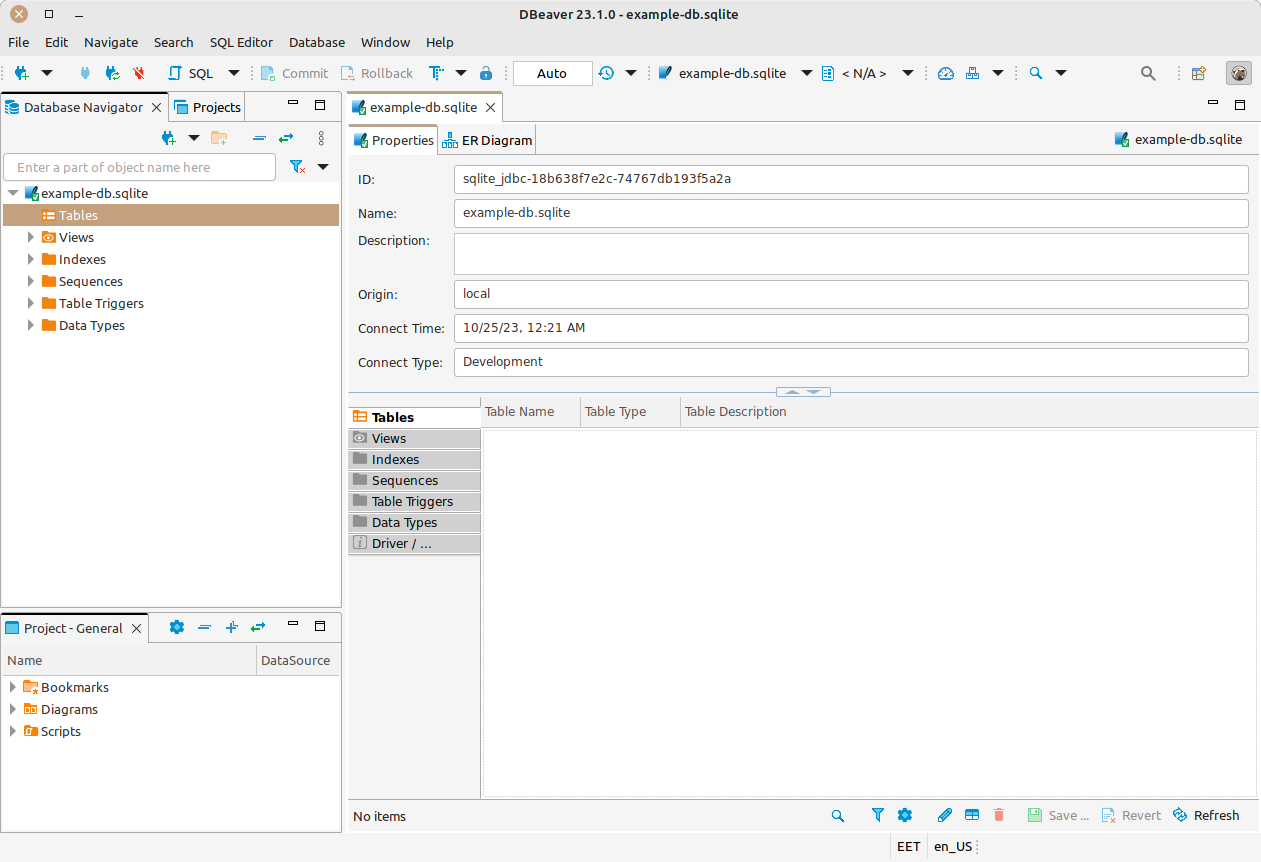 DBeaver 23.1.0 - example-db.sqlite
File Edit Navigate Search SQL Editor Database Window Help
SQL Commit Rollback Auto example-db.sqlite < N/A >
Database Navigator Projects
example-db.sqlite
Properties ER Diagram example-db.sqlite
Enter a part of object name here
example-db.sqlite
Tables
Views
Indexes
Sequences
Table Triggers
Data Types
ID: sqlite_jdbc-18b638f7e2c-74767db193f5a2a
Name: example-db.sqlite
Description:
Origin: local
Connect Time: 10/25/23, 12:21 AM
Connect Type: Development
Tables
Views
Indexes
Sequences
Table Triggers
Data Types
Driver / ...
Table Name Table Type Table Description
Project - General
Name DataSource
Bookmarks
Diagrams
Scripts
No items Save ... Revert Refresh
EET en_US